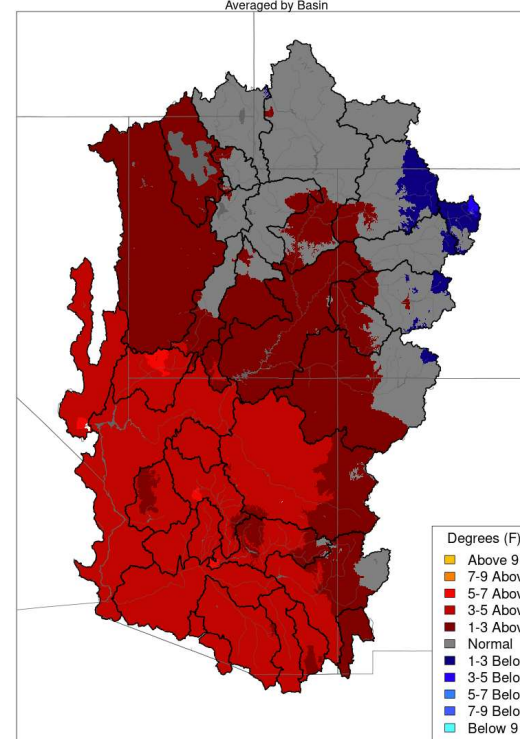 Averaged by Basin
Degrees (F)
Above 9
7-9 Abov
5-7 Abov
3-5 Abov
1-3 Abov
Normal
1-3 Belo
3-5 Belo
5-7 Belo
7-9 Belo
Below 9